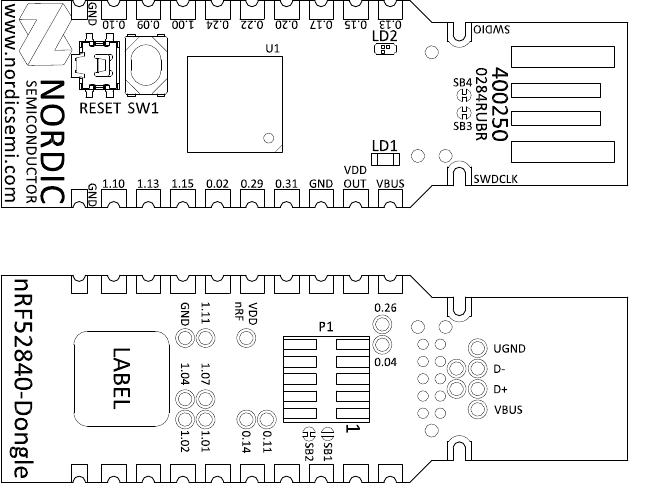 GND 0.10 0.09 1.00 0.24 0.22 0.20 0.17 0.15 0.13
SWDIO
www.nordicsemi.com
NORDIC
SEMICONDUCTOR
RESET SW1
U1
LD2
LD1
SB4
SB3
400250
0284RUBR
GND 1.10 1.13 1.15 0.02 0.29 0.31 GND VDD OUT VBUS
SWDCLK
nRF52840-Dongle
LABEL
GND 1.11
nRF VDD
P1
0.26
0.04
UGND
D-
D+
VBUS
1.04 1.07
1.02 1.01
0.14 0.11
SB2 SB1
1